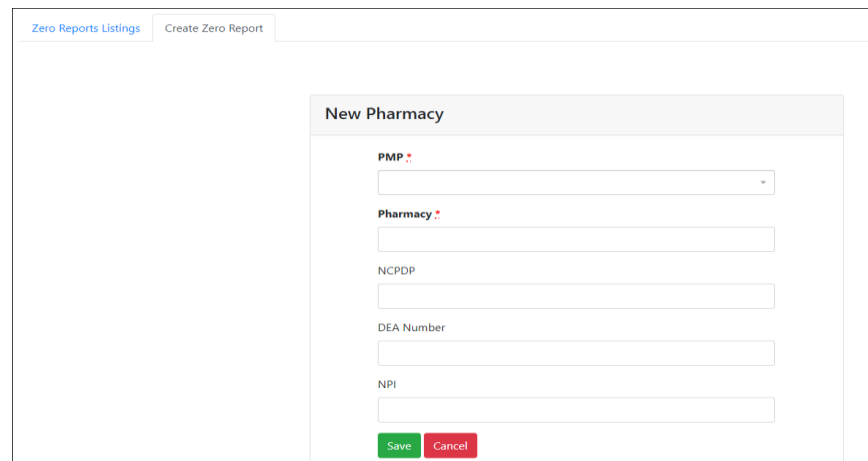 Zero Reports Listings Create Zero Report
New Pharmacy
PMP *
Pharmacy *
NCPDP
DEA Number
NPI
Save Cancel